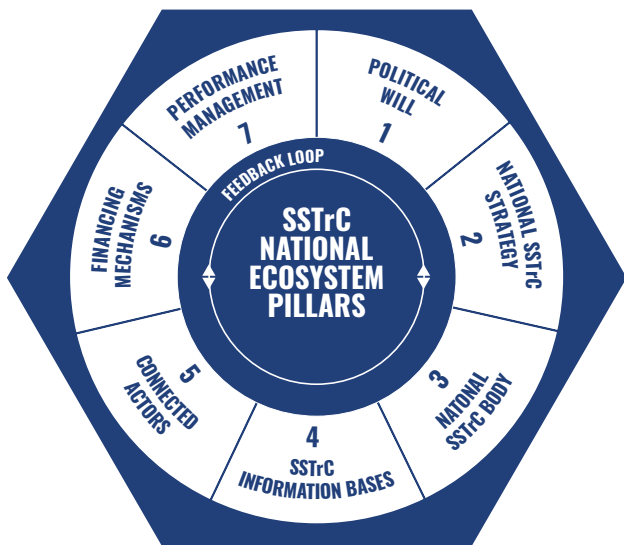 SSTrC
NATIONAL
ECOSYSTEM
PILLARS
FEEDBACK LOOP
POLITICAL
WILL
1
NATIONAL SSTrC
STRATEGY
2
3
NATONAL
SSTrC BODY
4
SSTrC
INFORMATION BASES
5
CONNECTED
ACTORS
FINANCING
MECHANISMS
6
PERFORMANCE
MANAGEMENT
7